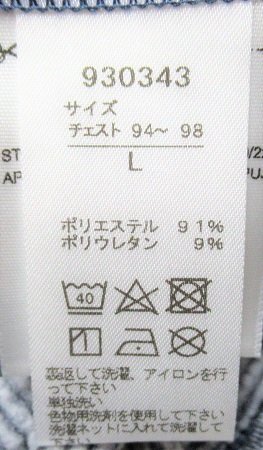 930343
サイズ
チェスト 94～ 98
L
ST
AP
ポリエステル 91%
ポリウレタン 9%
40
裏返して洗濯、アイロンを行
って下さい
単独洗い
色物用洗剤を使用して下さい
洗濯ネットに入れて洗濯して
下さい